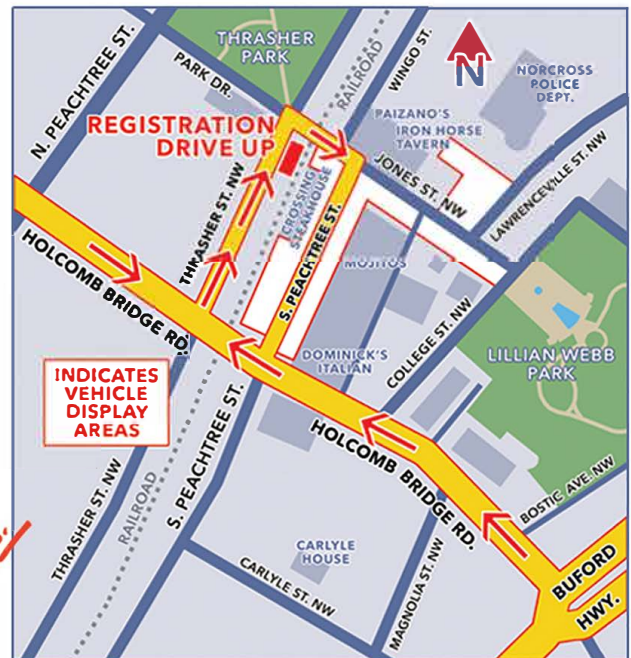 THRASHER
PARK
N. PEACHTREE ST.
PARK DR.
RAILROAD
WINGO ST.
N
NORCROSS
POLICE
DEPT.
REGISTRATION
DRIVE UP
PAIZANO'S
IRON HORSE
TAVERN
JONES ST. NW
LAWRENCEVILLE ST. NW
THRASHER ST. NW
CROSSING
STEAKHOUSE
S. PEACHTREE ST.
MOJITOS
HOLCOMB BRIDGE RD.
COLLEGE ST. NW
DOMINICK'S
ITALIAN
LILLIAN WEBB
PARK
INDICATES
VEHICLE
DISPLAY
AREAS
HOLCOMB BRIDGE RD.
S. PEACHTREE ST.
THRASHER ST. NW
RAILROAD
BOSTIC AVE. NW
CARLYLE
HOUSE
CARLYLE ST. NW
MAGNOLIA ST. NW
BUFORD
HWY.